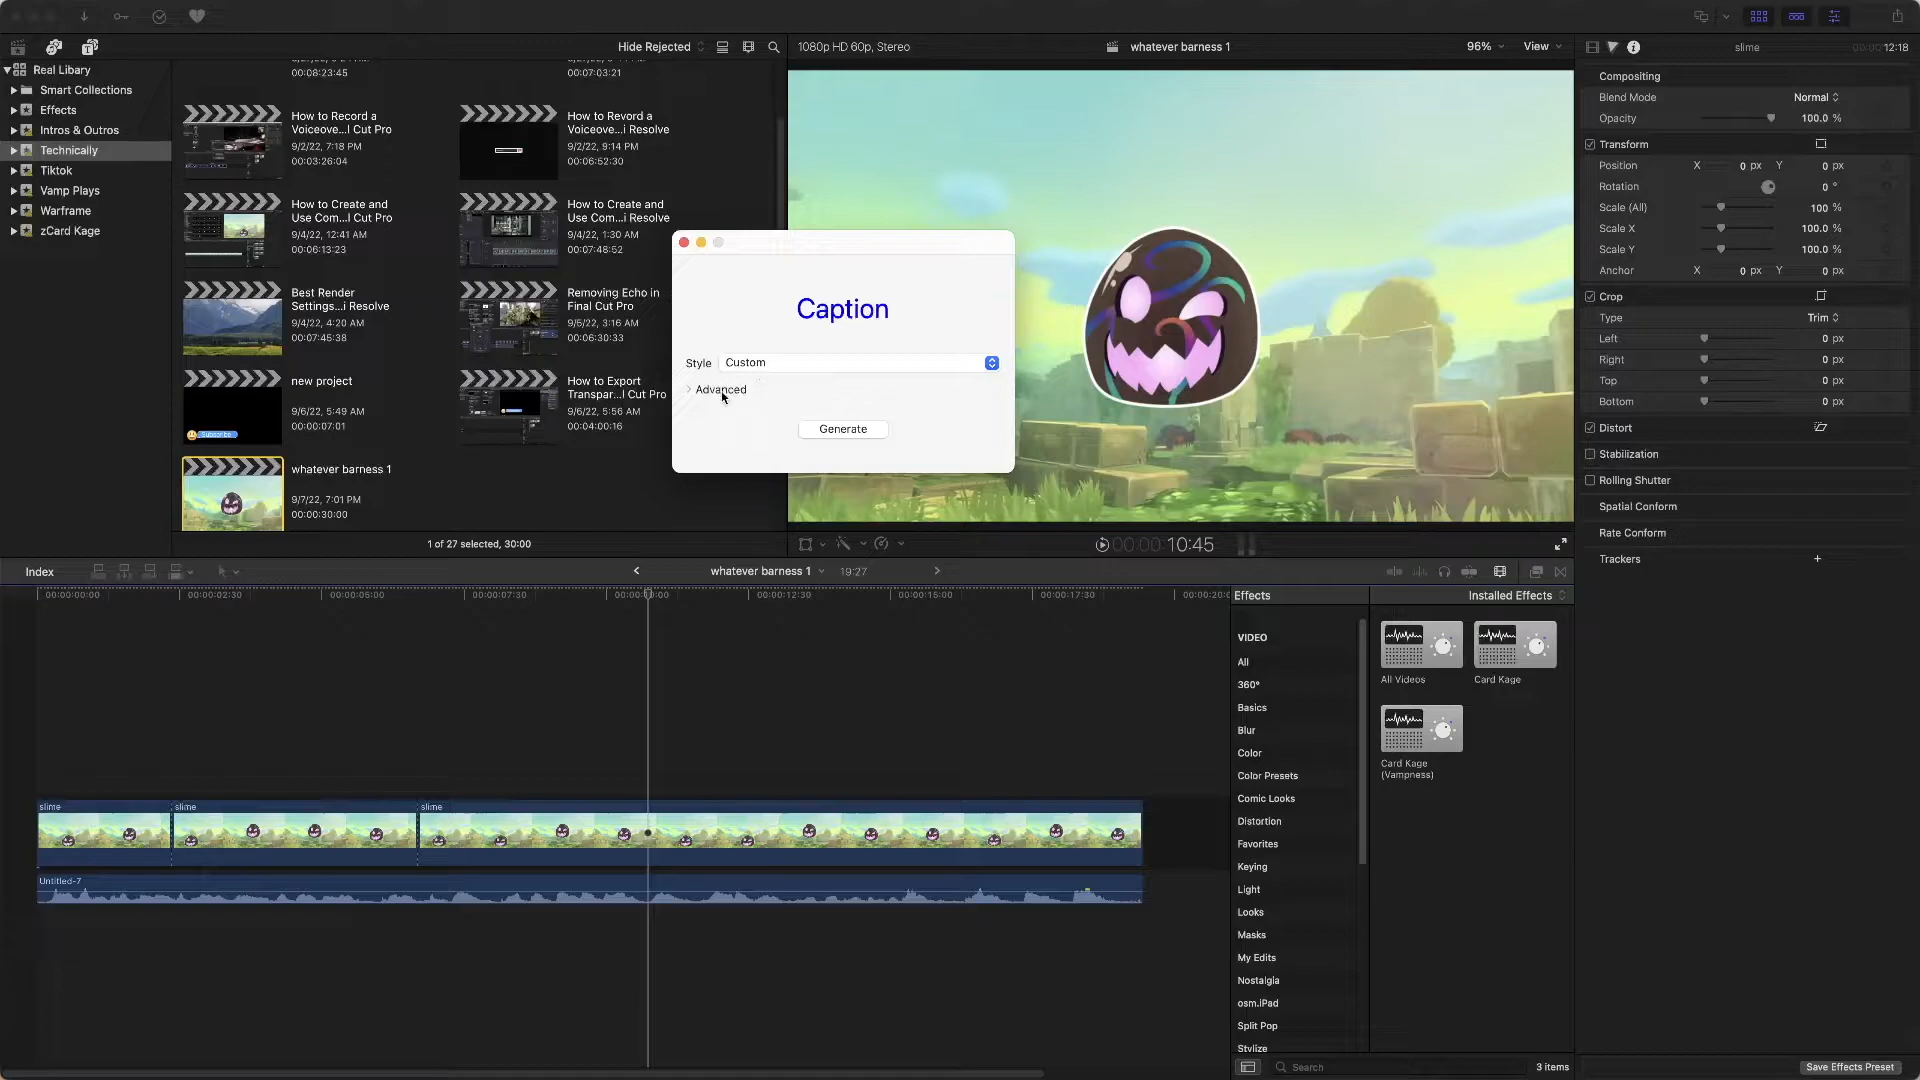 Hide Rejected
1080p HD 60p, Stereo
whatever barness 1
96%
View
slime
12:18
Real Libary
Smart Collections
Effects
Intros & Outros
Technically
Tiktok
Vamp Plays
Warframe
zCard Kage
00:08:23:45
00:07:03:21
How to Record a
Voiceove...l Cut Pro
9/2/22, 7:18 PM
00:03:26:04
How to Revord a
Voiceove...i Resolve
9/2/22, 9:14 PM
00:06:52:30
How to Create and
Use Com...l Cut Pro
9/4/22, 12:41 AM
00:06:13:23
How to Create and
Use Com...i Resolve
9/4/22, 1:30 AM
00:07:48:52
Best Render
Settings...i Resolve
9/4/22, 4:20 AM
00:07:45:38
Removing Echo in
Final Cut Pro
9/5/22, 3:16 AM
00:06:30:33
new project
9/6/22, 5:49 AM
00:00:07:01
Subscribe
How to Export
Transpar...l Cut Pro
9/6/22, 5:56 AM
00:04:00:16
whatever barness 1
9/7/22, 7:01 PM
00:00:30:00
1 of 27 selected, 30:00
Caption
Style
Custom
Advanced
Generate
00:00:10:45
Compositing
Blend Mode
Normal
Opacity
100.0 %
Transform
Position
X 0 px Y 0 px
Rotation
0 °
Scale (All)
100 %
Scale X
100.0 %
Scale Y
100.0 %
Anchor
X 0 px Y 0 px
Crop
Type
Trim
Left
0 px
Right
0 px
Top
0 px
Bottom
0 px
Distort
Stabilization
Rolling Shutter
Spatial Conform
Rate Conform
Trackers
Index
whatever barness 1
19:27
00:00:00:00
00:00:02:30
00:00:05:00
00:00:07:30
00:00:12:30
00:00:15:00
00:00:17:30
slime
slime
slime
Untitled-7
Effects
Installed Effects
VIDEO
All
360°
Basics
Blur
Color
Color Presets
Comic Looks
Distortion
Favorites
Keying
Light
Looks
Masks
My Edits
Nostalgia
osm.iPad
Split Pop
Stylize
All Videos
Card Kage
Card Kage
(Vampness)
Search
3 items
Save Effects Preset